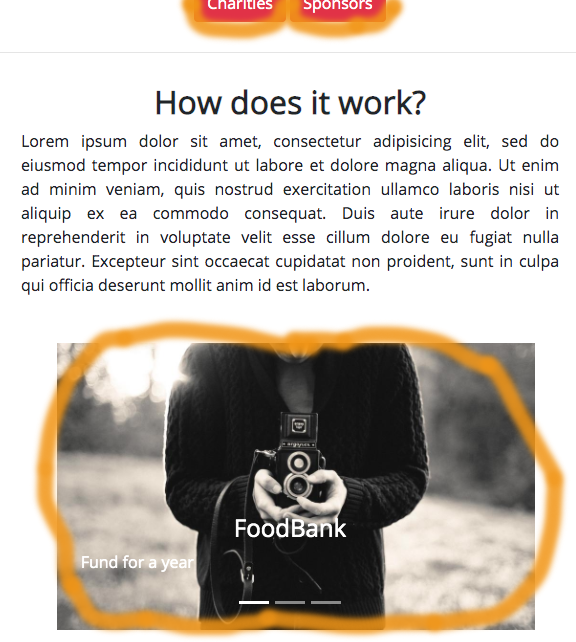 Charities Sponsors
How does it work?
Lorem ipsum dolor sit amet, consectetur adipisicing elit, sed do
eiusmod tempor incididunt ut labore et dolore magna aliqua. Ut enim
ad minim veniam, quis nostrud exercitation ullamco laboris nisi ut
aliquip ex ea commodo consequat. Duis aute irure dolor in
reprehenderit in voluptate velit esse cillum dolore eu fugiat nulla
pariatur. Excepteur sint occaecat cupidatat non proident, sunt in culpa
qui officia deserunt mollit anim id est laborum.
FoodBank
Fund for a year